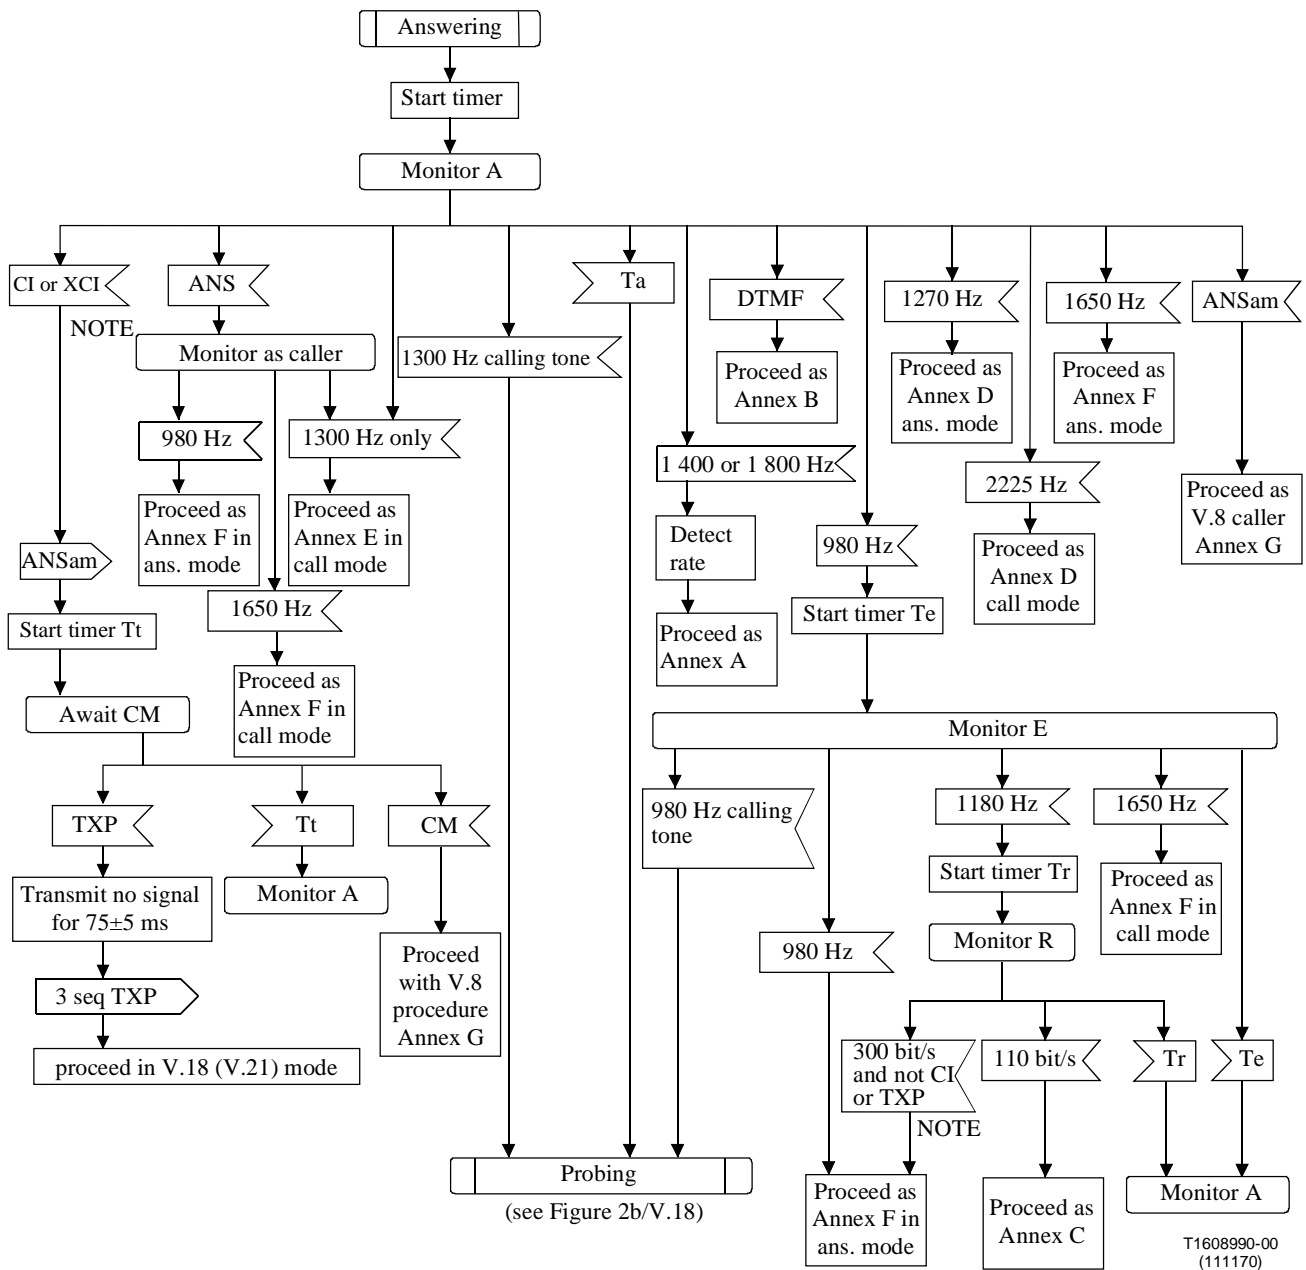 Answering
Start timer
Monitor A
CI or XCI
NOTE
ANS
Ta
DTMF
1270 Hz
1650 Hz
ANSam
Monitor as caller
1300 Hz calling tone
Proceed as
Annex B
Proceed as
Annex D
ans. mode
Proceed as
Annex F
ans. mode
980 Hz
1300 Hz only
1 400 or 1 800 Hz
2225 Hz
Proceed as
V.8 caller
Annex G
Proceed as
Annex F in
ans. mode
Proceed as
Annex E in
call mode
Detect
rate
980 Hz
Proceed as
Annex D
call mode
ANSam
1650 Hz
Start timer Te
Start timer Tt
Proceed as
Annex A
Proceed as
Annex F in
call mode
Await CM
Monitor E
TXP
Tt
CM
980 Hz calling
tone
1180 Hz
1650 Hz
Transmit no signal
for 75±5 ms
Monitor A
Start timer Tr
Proceed as
Annex F in
call mode
980 Hz
Monitor R
Proceed
with V.8
procedure
Annex G
3 seq TXP
proceed in V.18 (V.21) mode
300 bit/s
and not CI
or TXP
NOTE
110 bit/s
Tr
Te
Probing
(see Figure 2b/V.18)
Proceed as
Annex F in
ans. mode
Proceed as
Annex C
Monitor A
T1608990-00
(111170)